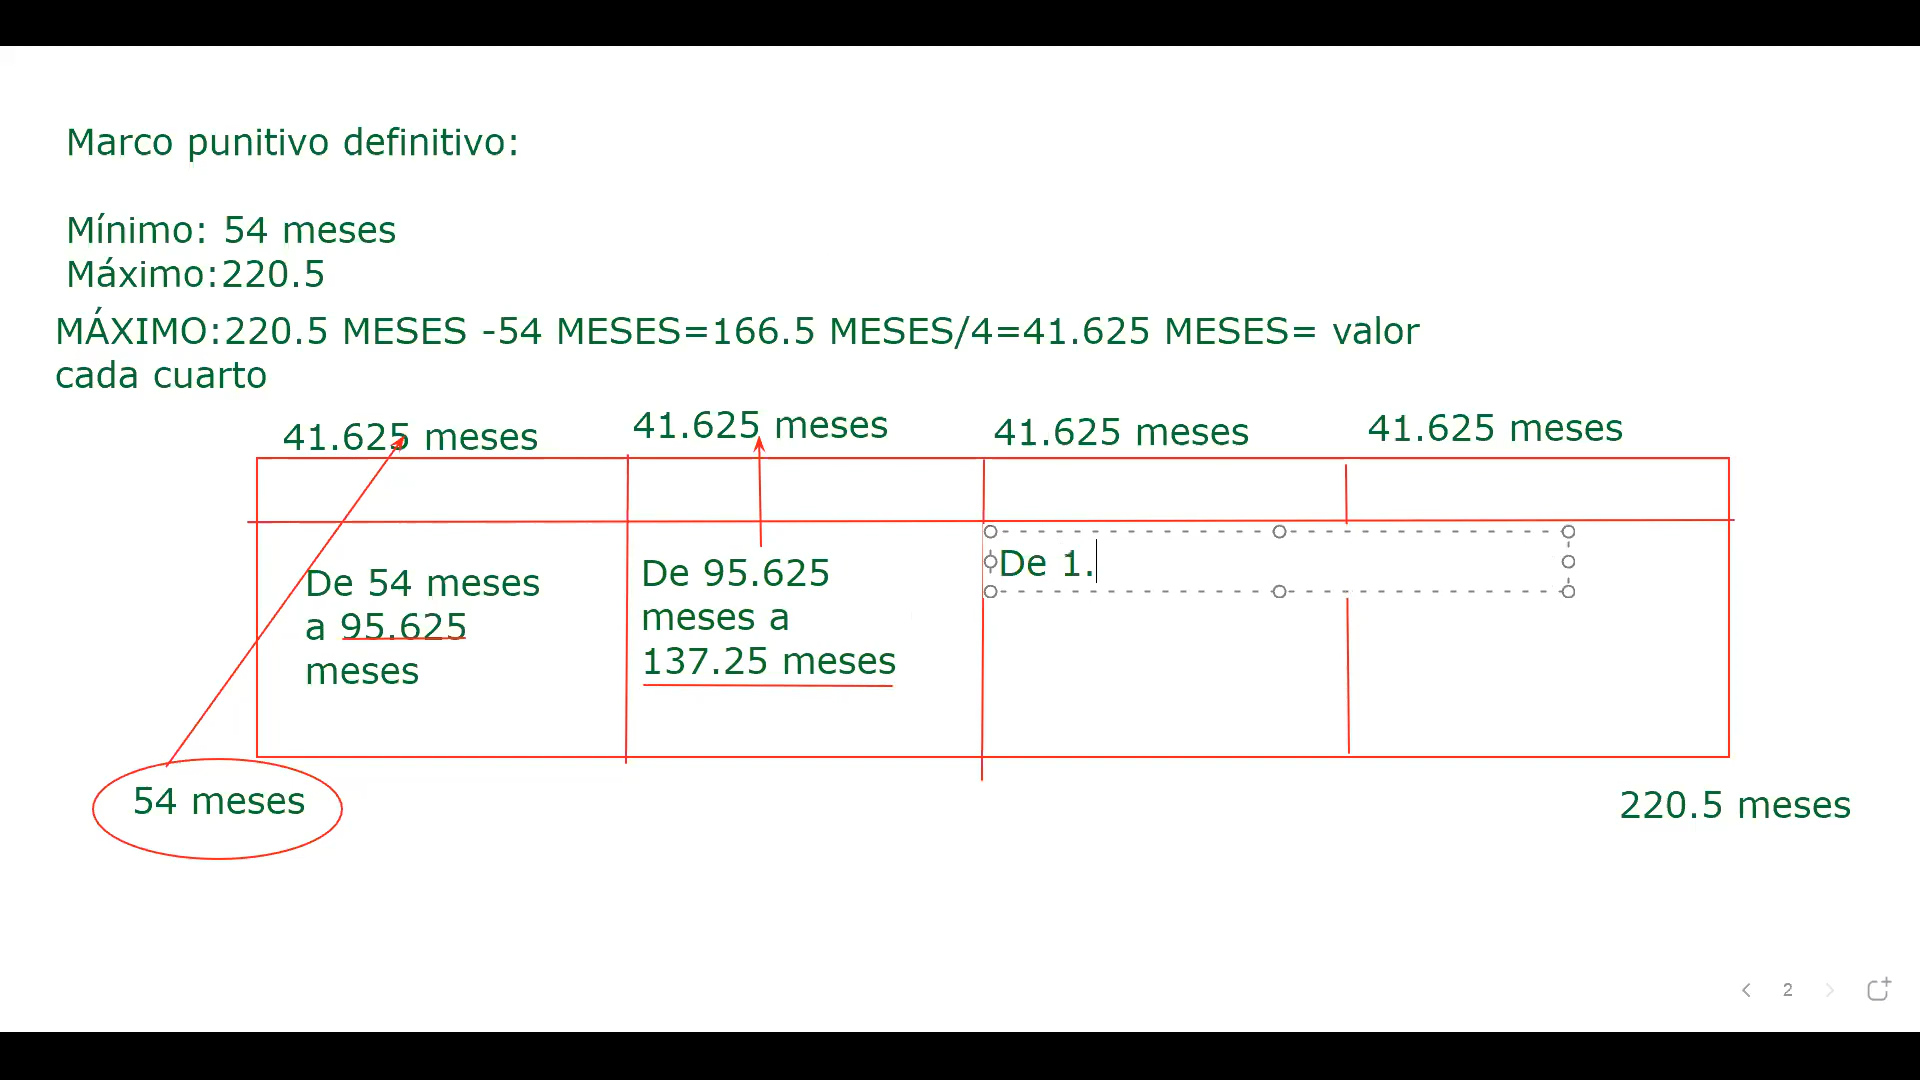 Marco punitivo definitivo:
Mínimo: 54 meses
Máximo:220.5
MÁXIMO:220.5 MESES -54 MESES=166.5 MESES/4=41.625 MESES= valor
cada cuarto
41.625 meses
41.625 meses
41.625 meses
41.625 meses
De 54 meses
a 95.625
meses
De 95.625
meses a
137.25 meses
De 1.
54 meses
220.5 meses
2